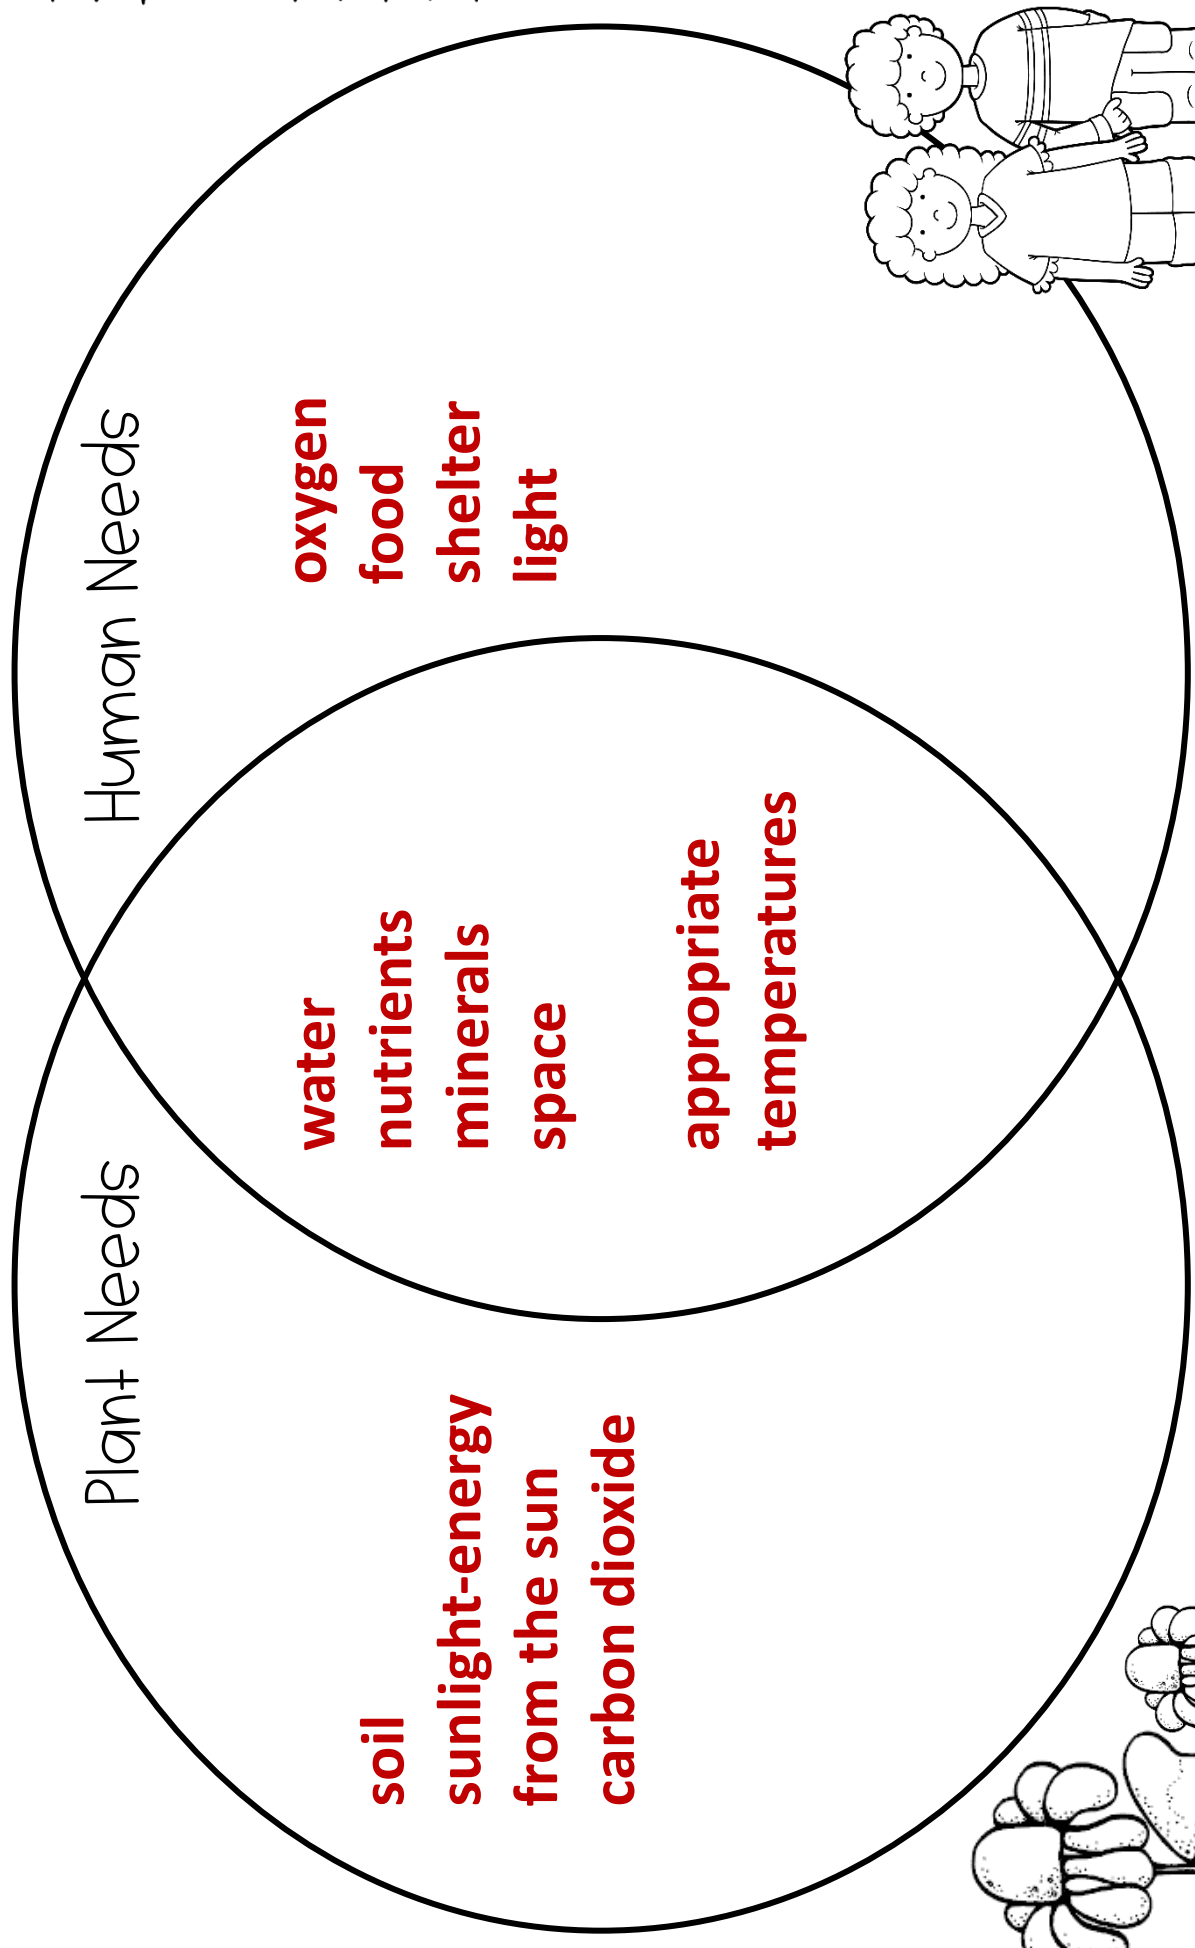 Plant Needs
Human Needs
soil
sunlight-energy
from the sun
carbon dioxide
water
nutrients
minerals
space
appropriate
temperatures
oxygen
food
shelter
light